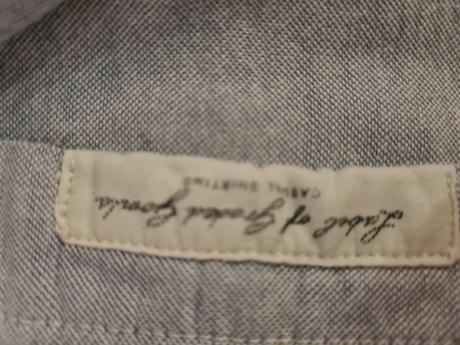 Label of Graded Goods
CASUAL SHIRTING